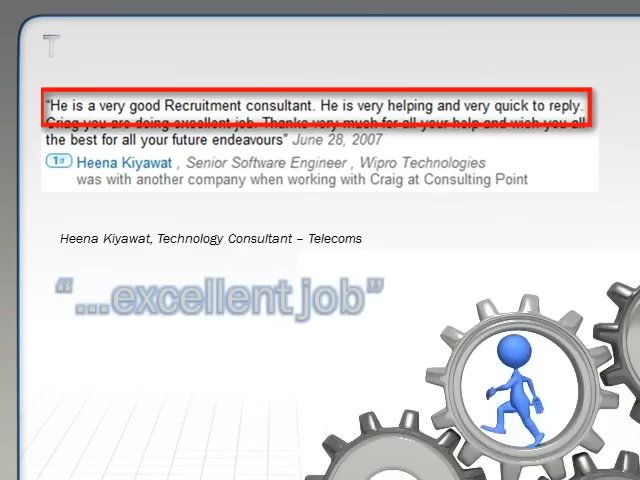 T
“He is a very good Recruitment consultant. He is very helping and very quick to reply.
Criag you are doing excellent job. Thanks very much for all your help and wish you all
the best for all your future endeavours” June 28, 2007
1st Heena Kiyawat , Senior Software Engineer , Wipro Technologies
was with another company when working with Craig at Consulting Point
Heena Kiyawat, Technology Consultant – Telecoms
“...excellent job”